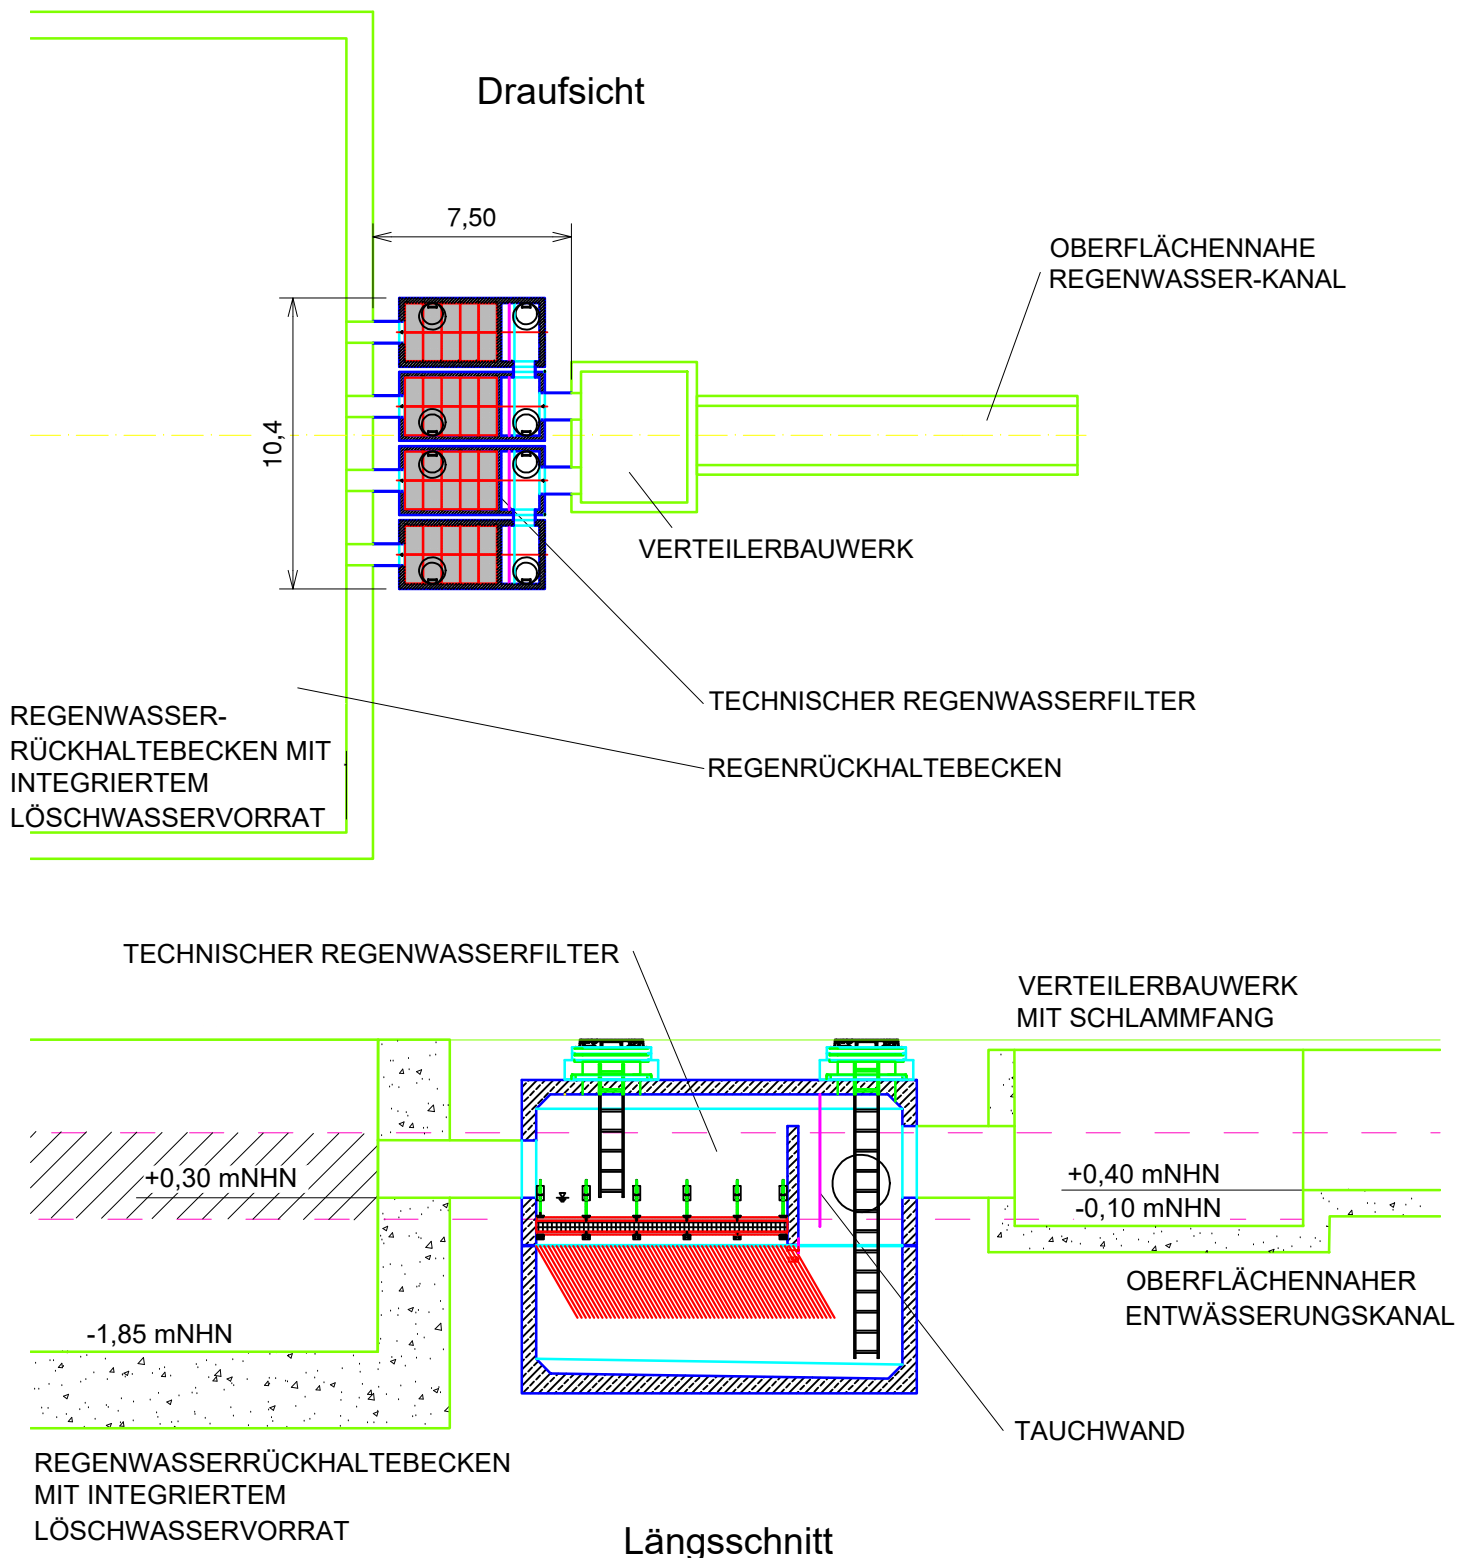 Draufsicht
7,50
OBERFLÄCHENNAHE
REGENWASSER-KANAL
10,4
VERTEILERBAUWERK
TECHNISCHER REGENWASSERFILTER
REGENWASSER-
RÜCKHALTEBECKEN MIT
INTEGRIERTEM
LÖSCHWASSERVORRAT
REGENRÜCKHALTEBECKEN
TECHNISCHER REGENWASSERFILTER
VERTEILERBAUWERK
MIT SCHLAMMFANG
+0,30 mNHN
+0,40 mNHN
-0,10 mNHN
-1,85 mNHN
OBERFLÄCHENNAHER
ENTWÄSSERUNGSKANAL
TAUCHWAND
REGENWASSERRÜCKHALTEBECKEN
MIT INTEGRIERTEM
LÖSCHWASSERVORRAT
Längsschnitt